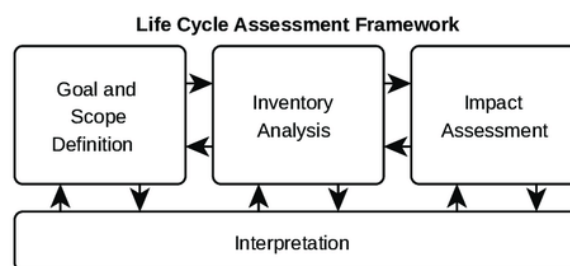 Life Cycle Assessment Framework
Goal and
Scope
Definition
Inventory
Analysis
Impact
Assessment
Interpretation